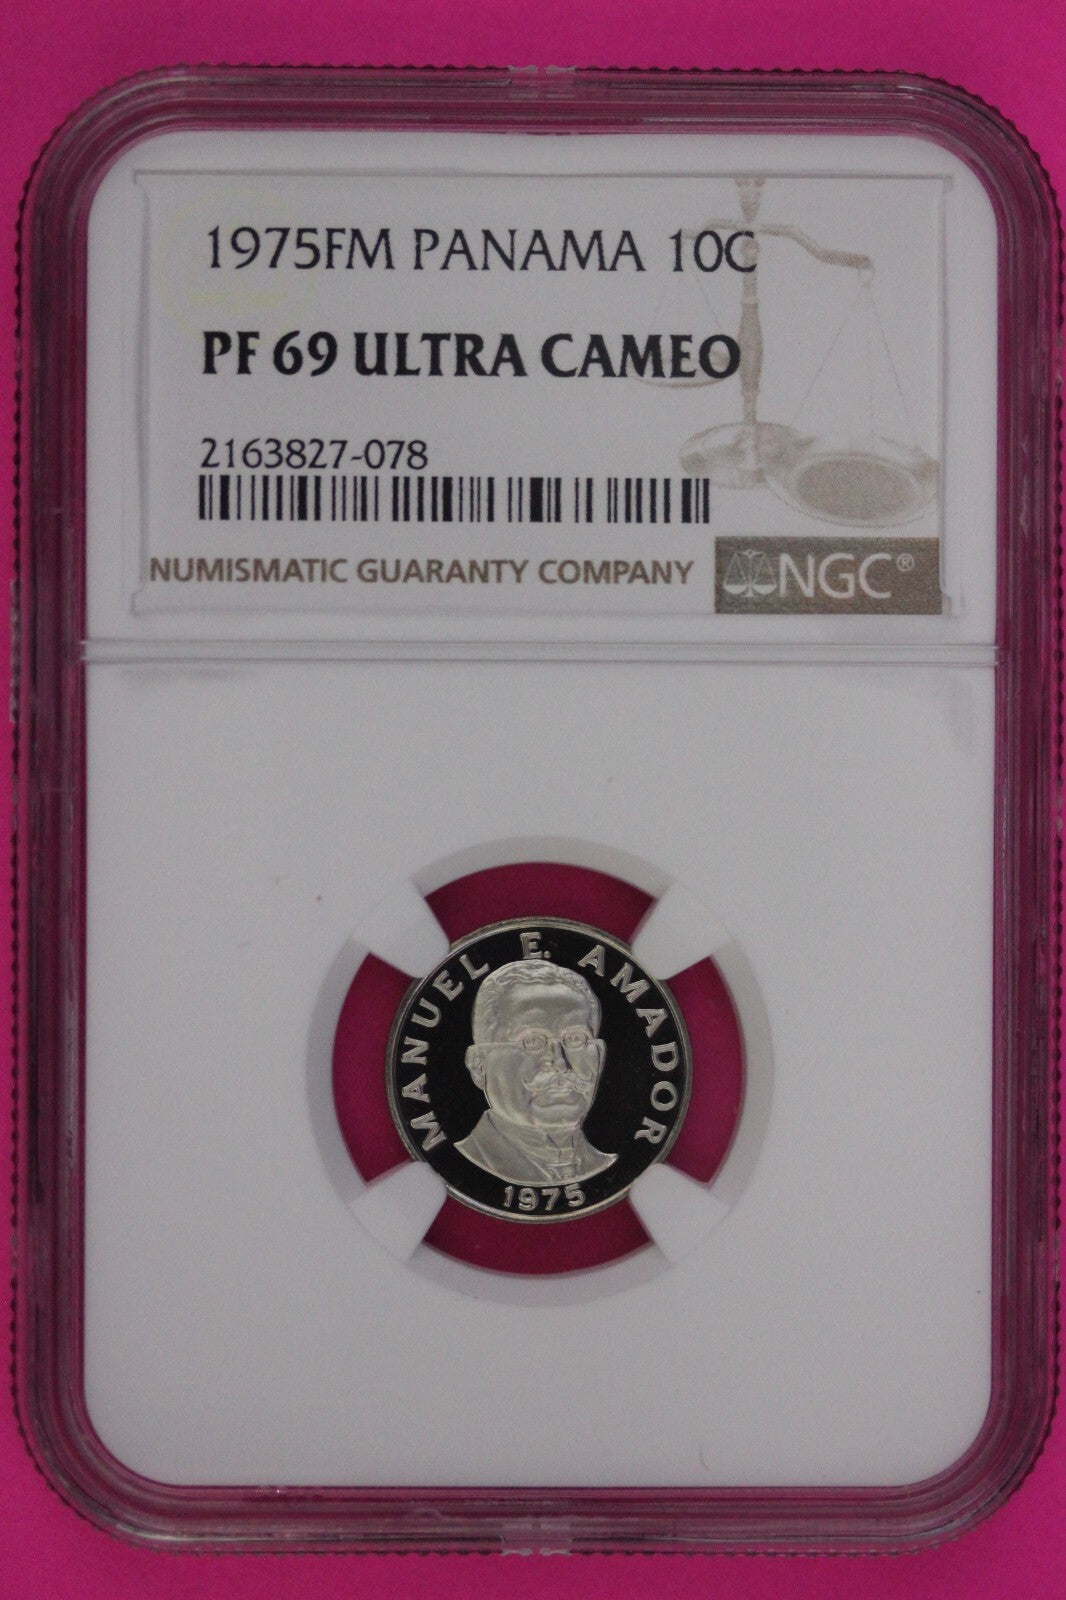 1975FM PANAMA 10C
PF 69 ULTRA CAMEO
2163827-078
NUMISMATIC GUARANTY COMPANY
NGC®
MANUEL E. AMADOR
1975